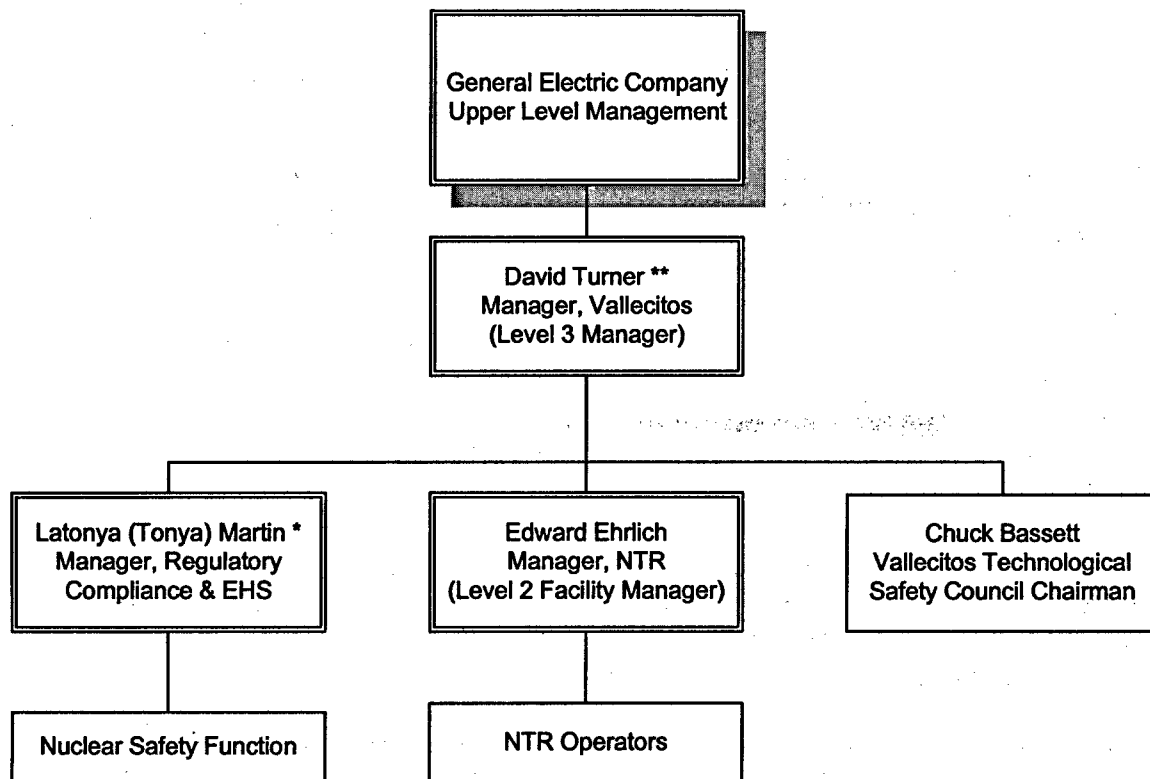 General Electric Company
Upper Level Management
David Turner **
Manager, Vallecitos
(Level 3 Manager)
Latonya (Tonya) Martin *
Manager, Regulatory
Compliance & EHS
Edward Ehrlich
Manager, NTR
(Level 2 Facility Manager)
Chuck Bassett
Vallecitos Technological
Safety Council Chairman
Nuclear Safety Function
NTR Operators